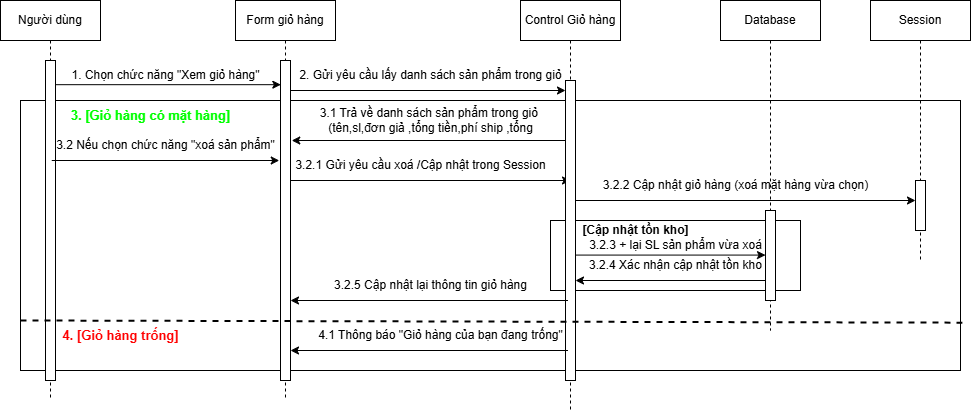 Người dùng
Form giỏ hàng
Control Giỏ hàng
Database
Session
1. Chọn chức năng "Xem giỏ hàng"
2. Gửi yêu cầu lấy danh sách sản phẩm trong giỏ
3. [Giỏ hàng có mặt hàng]
3.1 Trả về danh sách sản phẩm trong giỏ
(tên,sl,đơn giá ,tổng tiền,phí ship ,tổng
3.2 Nếu chọn chức năng "xoá sản phẩm"
3.2.1 Gửi yêu cầu xoá /Cập nhật trong Session
3.2.2 Cập nhật giỏ hàng (xoá mặt hàng vừa chọn)
[Cập nhật tồn kho]
3.2.3 + lại SL sản phẩm vừa xoá
3.2.4 Xác nhận cập nhật tồn kho
3.2.5 Cập nhật lại thông tin giỏ hàng
4. [Giỏ hàng trống]
4.1 Thông báo "Giỏ hàng của bạn đang trống"